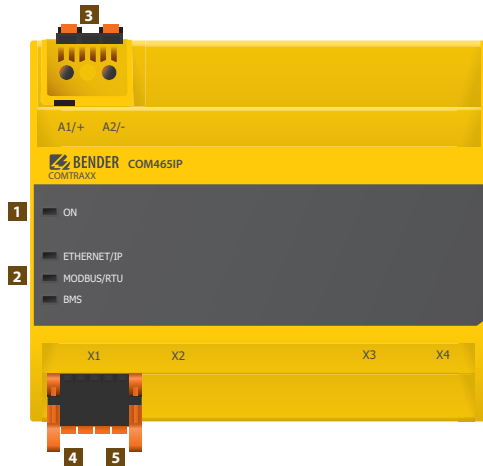 3
A1/+ A2/-
BENDER COM465IP
COMTRAXX
1 ON
ETHERNET/IP
2 MODBUS/RTU
BMS
X1 X2 X3 X4
4 5